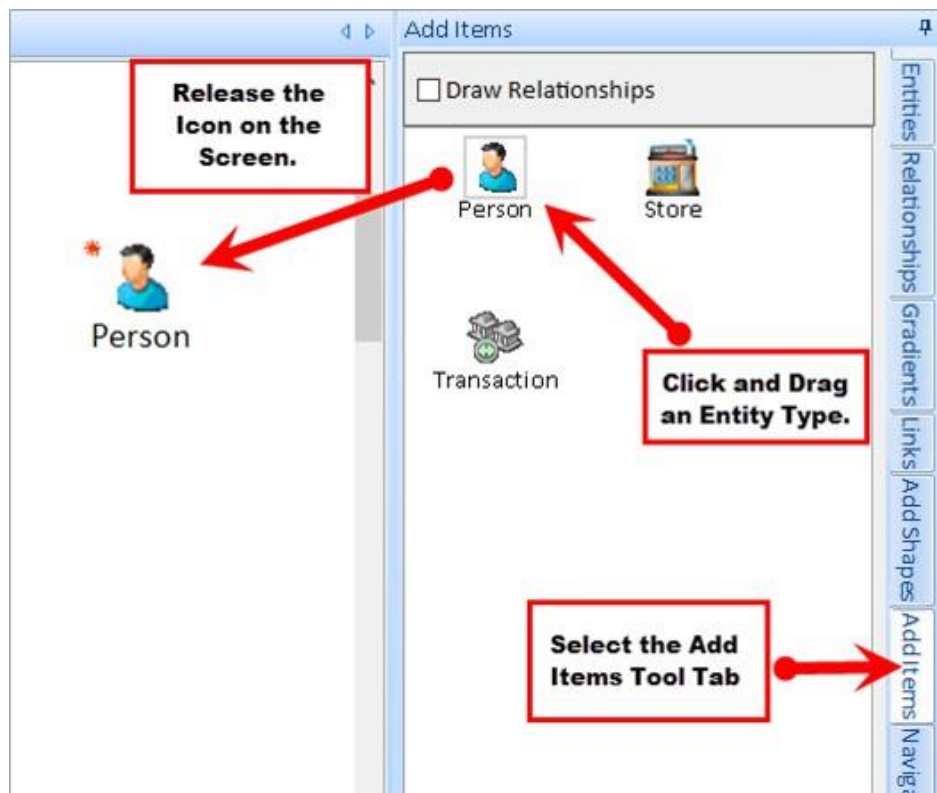 Add Items
Release the
Icon on the
Screen.
Draw Relationships
Person
Store
Person
Transaction
Click and Drag
an Entity Type.
Select the Add
Items Tool Tab
Entities
Relationships
Gradients
Links
Add Shapes
Add Items